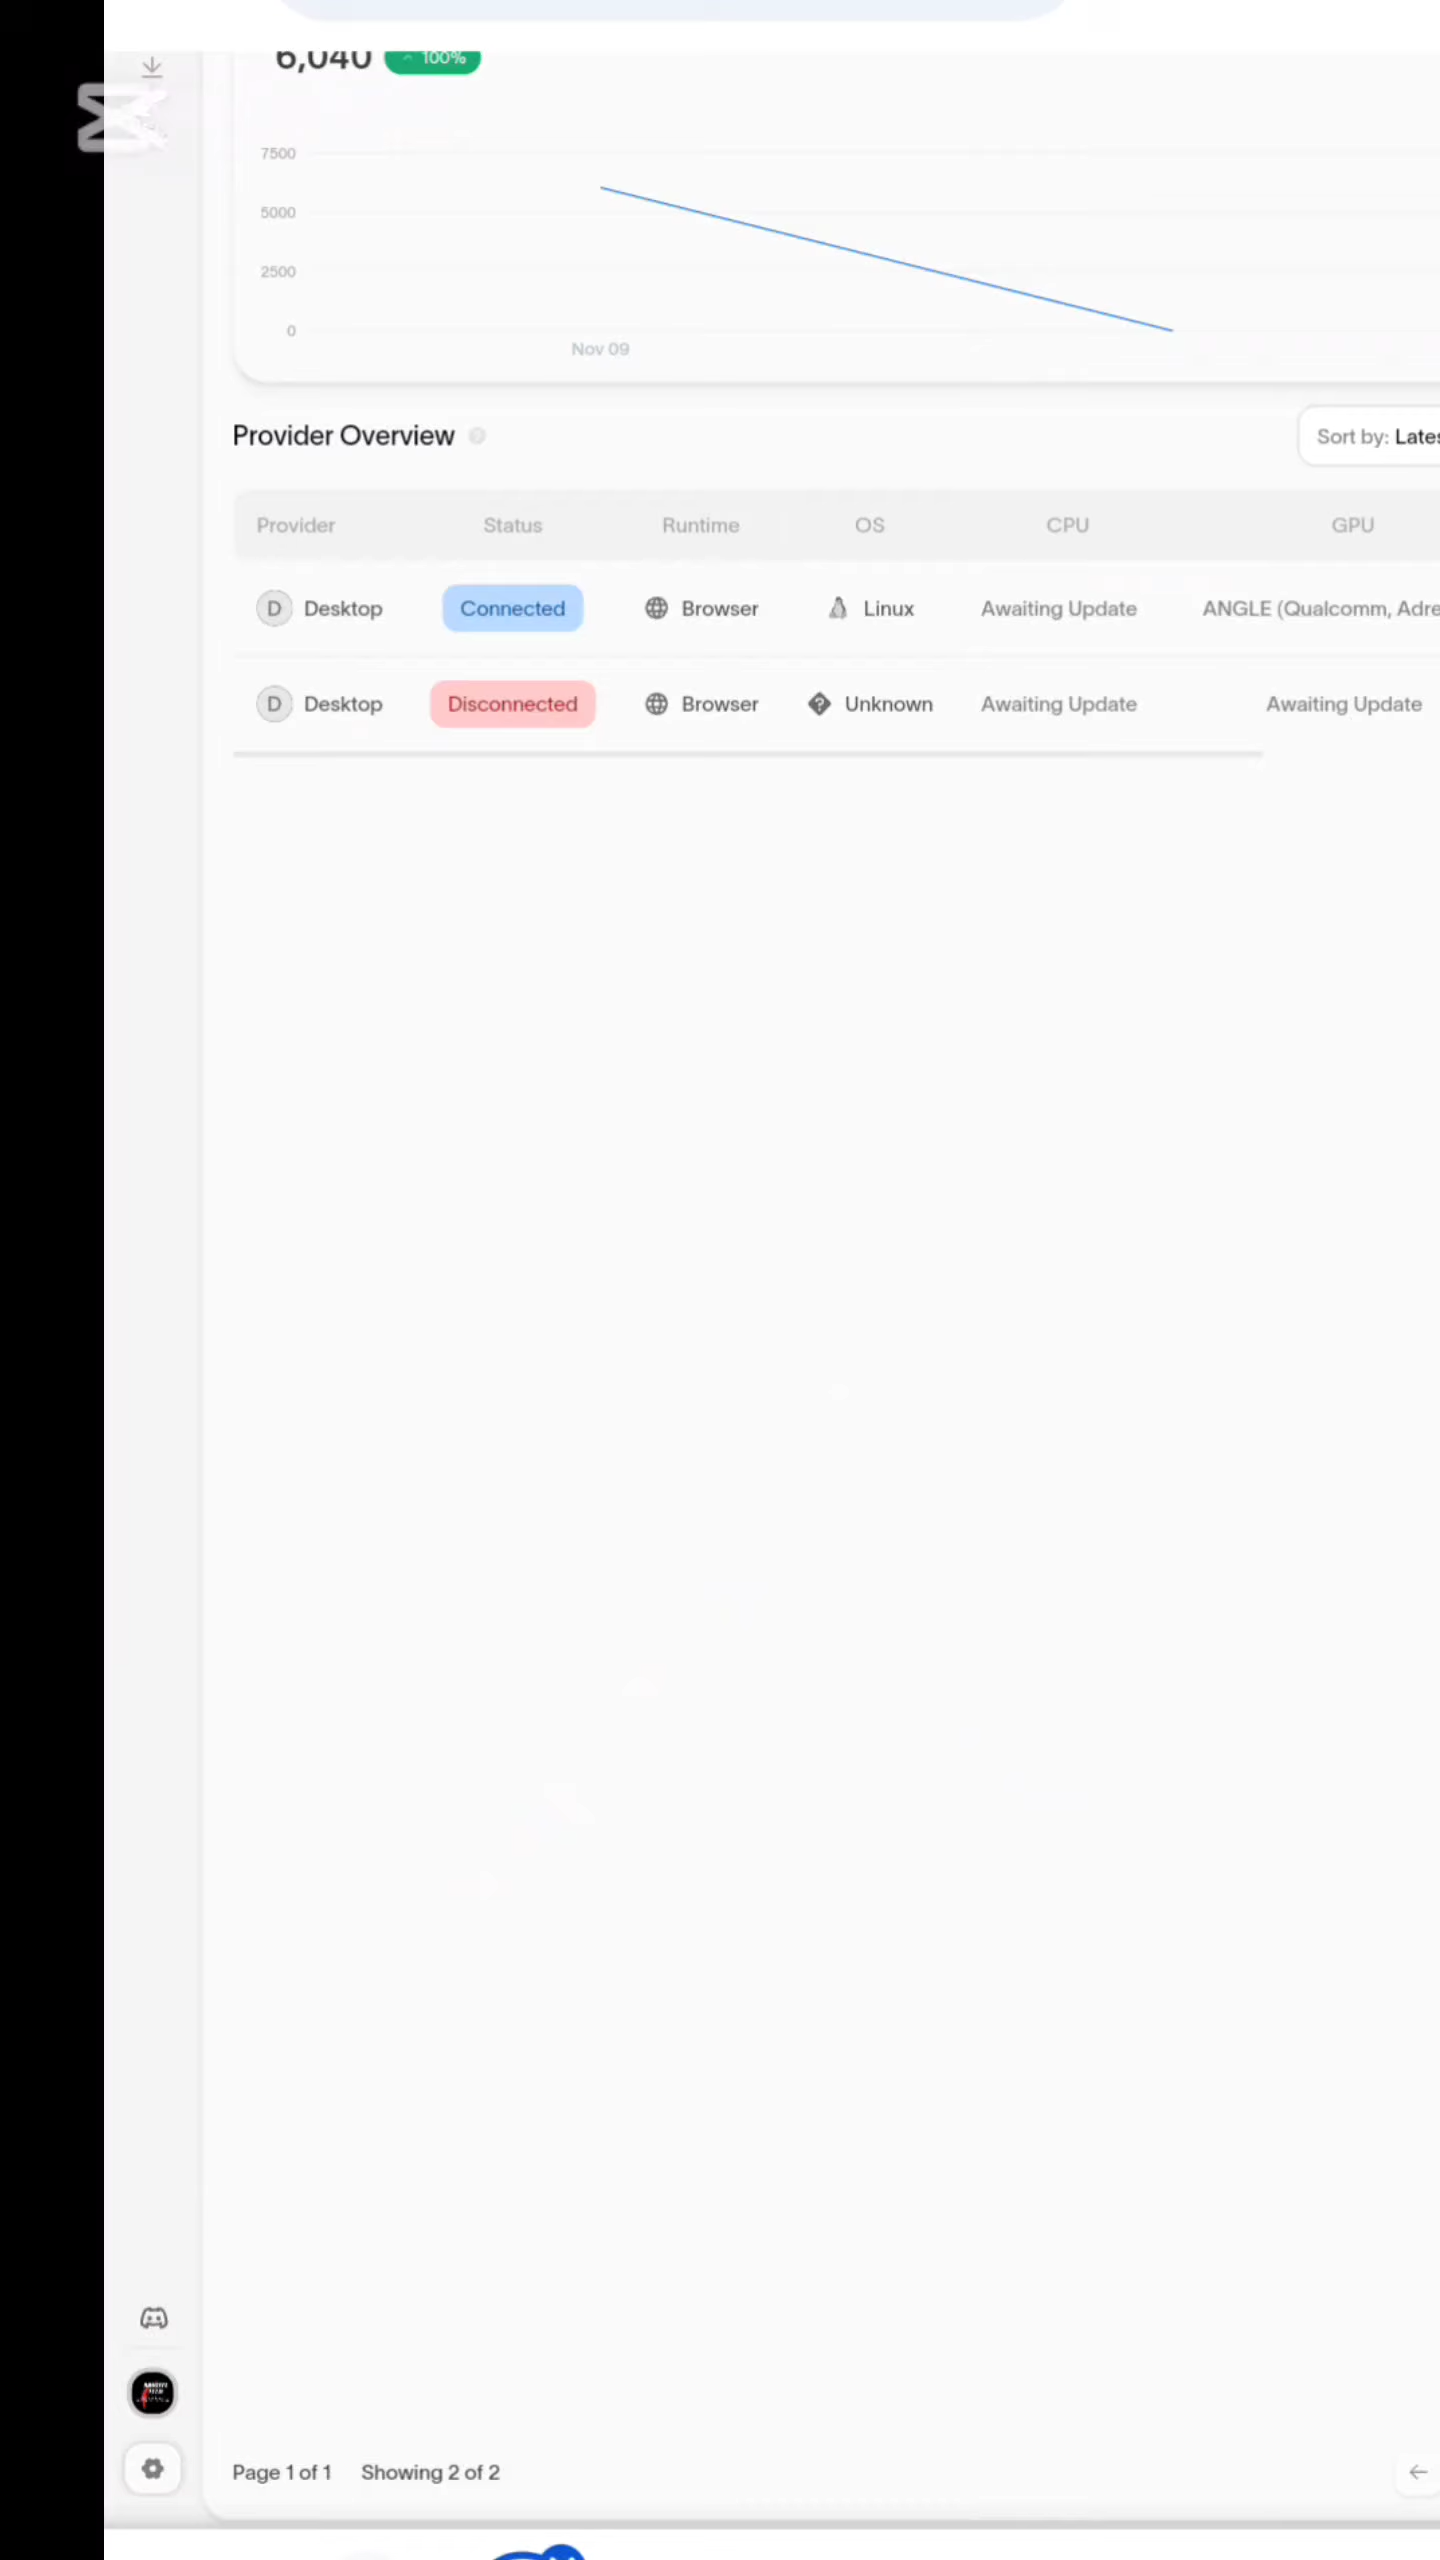 6,040 100%
7500
5000
2500
0
Nov 09
Provider Overview
Sort by: Lates
Provider Status Runtime OS CPU GPU
D Desktop Connected Browser Linux Awaiting Update ANGLE (Qualcomm, Adre
D Desktop Disconnected Browser Unknown Awaiting Update Awaiting Update
Page 1 of 1 Showing 2 of 2